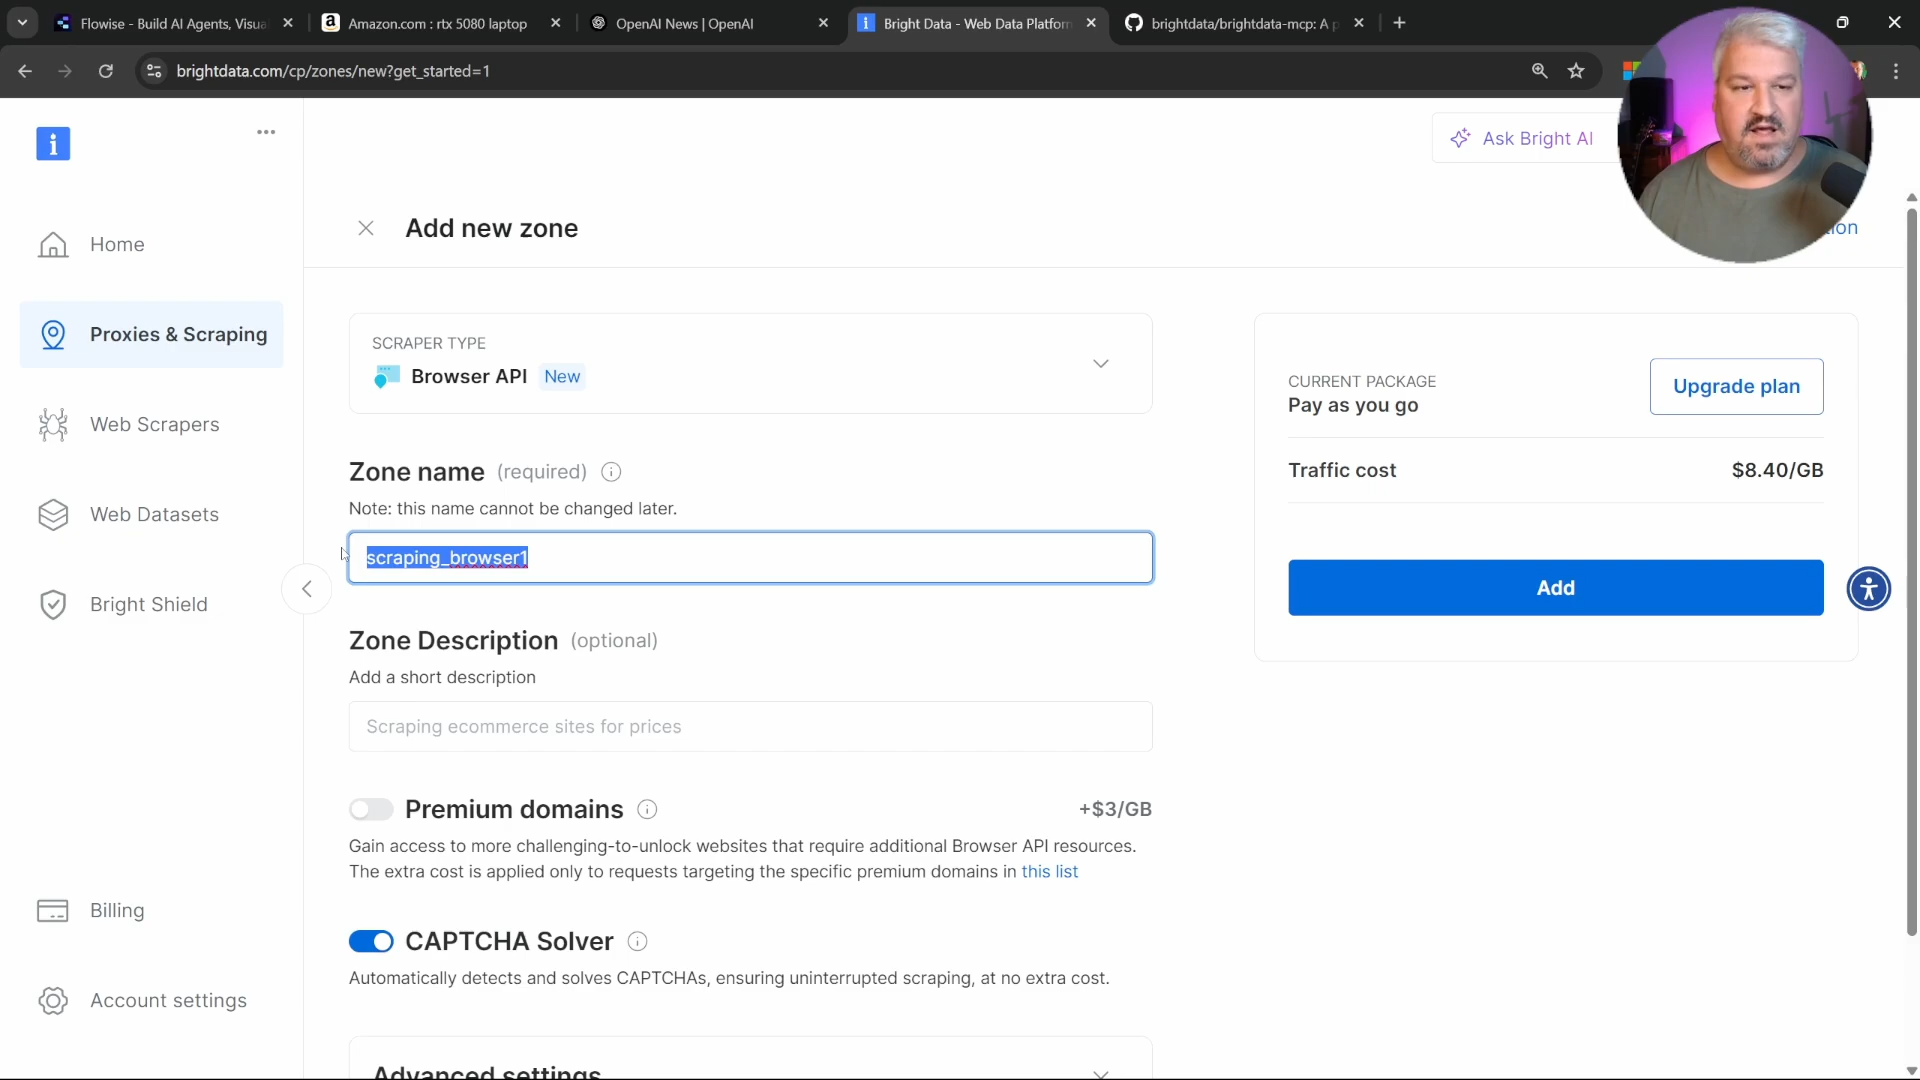 Flowise - Build AI Agents, Visua
Amazon.com : rtx 5080 laptop
OpenAI News | OpenAI
Bright Data - Web Data Platform
brightdata/brightdata-mcp: A p
brightdata.com/cp/zones/new?get_started=1
Ask Bright AI
Home
Proxies & Scraping
Web Scrapers
Web Datasets
Bright Shield
Billing
Account settings
Add new zone
SCRAPER TYPE
Browser API New
Zone name (required)
Note: this name cannot be changed later.
scraping_browser1
Zone Description (optional)
Add a short description
Scraping ecommerce sites for prices
Premium domains +$3/GB
Gain access to more challenging-to-unlock websites that require additional Browser API resources.
The extra cost is applied only to requests targeting the specific premium domains in this list
CAPTCHA Solver
Automatically detects and solves CAPTCHAs, ensuring uninterrupted scraping, at no extra cost.
Advanced settings
CURRENT PACKAGE
Pay as you go
Upgrade plan
Traffic cost $8.40/GB
Add